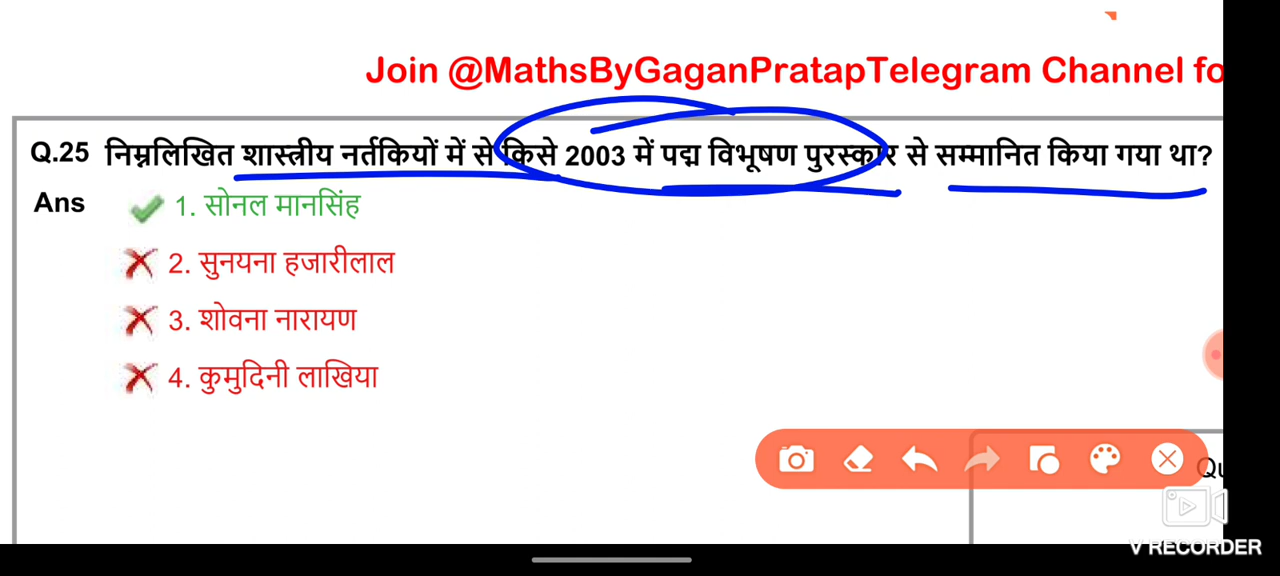 Join @MathsByGaganPratapTelegram Channel fo
Q.25 निम्नलिखित शास्त्रीय नर्तकियों में से किसे 2003 में पद्म विभूषण पुरस्कार से सम्मानित किया गया था?
Ans 1. सोनल मानसिंह
2. सुनयना हजारीलाल
3. शोवना नारायण
4. कुमुदिनी लाखिया
Qu
V RECORDER